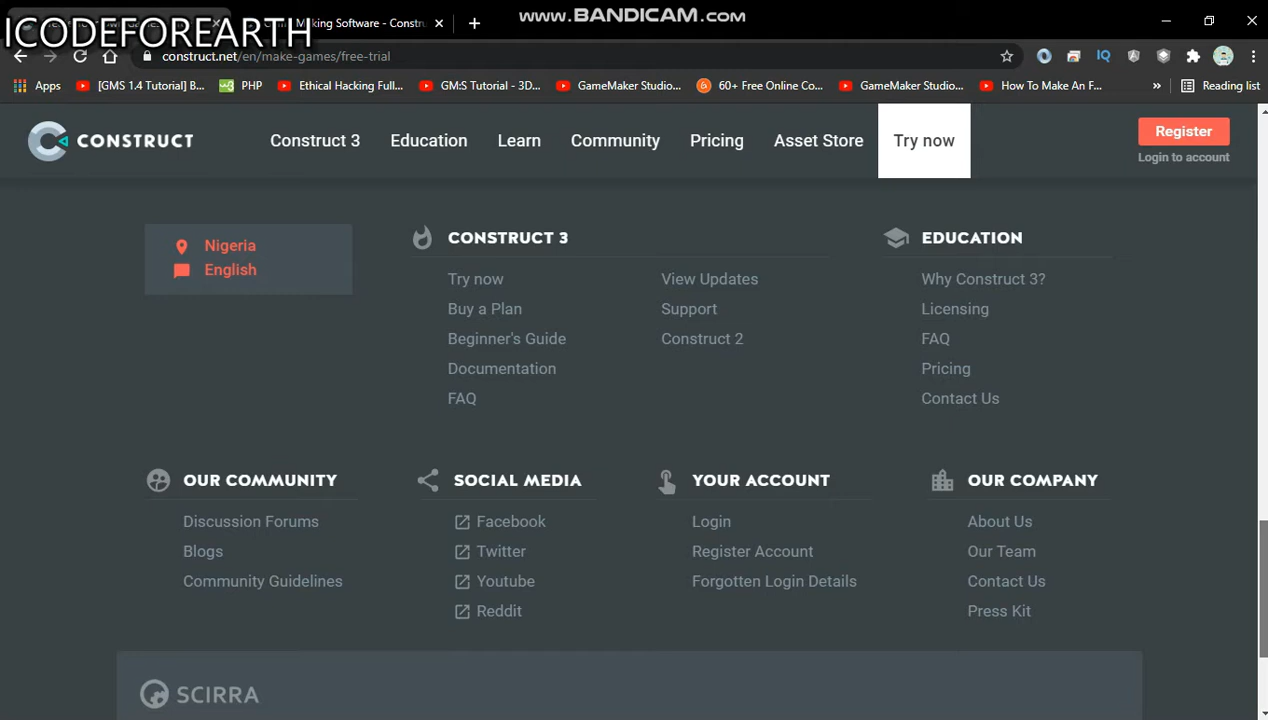 www.BANDICAM.com
ICODEFOREARTH
Making Software - Constru
construct.net/en/make-games/free-trial
Apps
[GMS 1.4 Tutorial] B...
PHP
Ethical Hacking Full...
GM:S Tutorial - 3D...
GameMaker Studio...
60+ Free Online Co...
GameMaker Studio...
How To Make An F...
»
Reading list
CONSTRUCT
Construct 3
Education
Learn
Community
Pricing
Asset Store
Try now
Register
Login to account
Nigeria
English
CONSTRUCT 3
Try now
Buy a Plan
Beginner's Guide
Documentation
FAQ
View Updates
Support
Construct 2
EDUCATION
Why Construct 3?
Licensing
FAQ
Pricing
Contact Us
OUR COMMUNITY
Discussion Forums
Blogs
Community Guidelines
SOCIAL MEDIA
Facebook
Twitter
Youtube
Reddit
YOUR ACCOUNT
Login
Register Account
Forgotten Login Details
OUR COMPANY
About Us
Our Team
Contact Us
Press Kit
SCIRRA